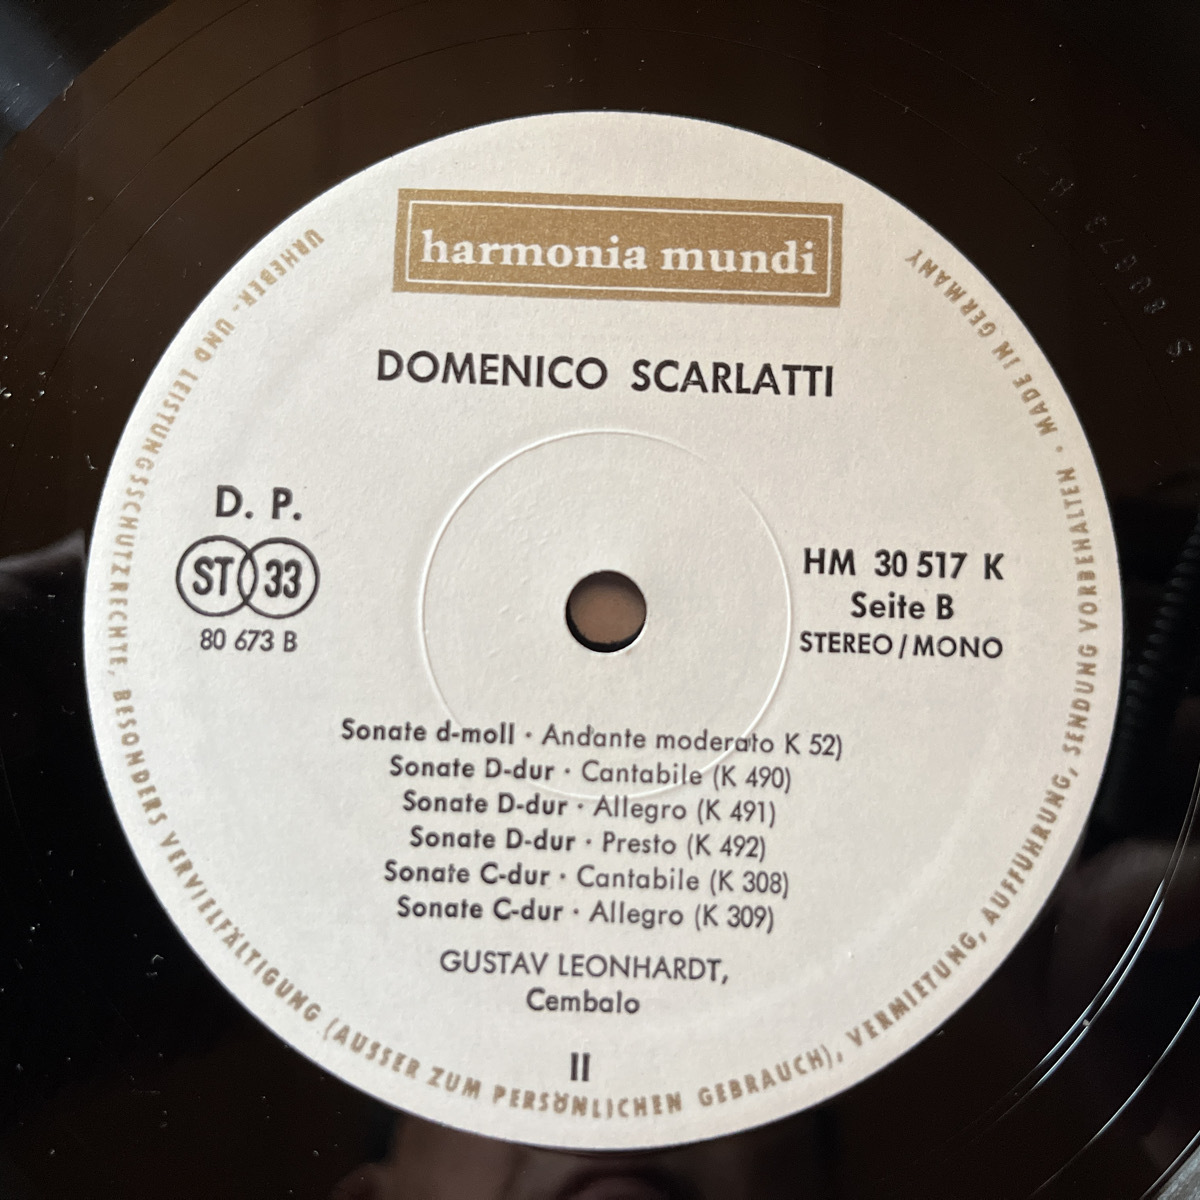 harmonia mundi
DOMENICO SCARLATTI
D. P.
ST 33
80 673 B
HM 30 517 K
Seite B
STEREO/MONO
Sonate d-moll · Andante moderato K 52)
Sonate D-dur · Cantabile (K 490)
Sonate D-dur · Allegro (K 491)
Sonate D-dur · Presto (K 492)
Sonate C-dur · Cantabile (K 308)
Sonate C-dur · Allegro (K 309)
GUSTAV LEONHARDT,
Cembalo
II
URHEBER- UND LEISTUNGSSCHUTZRECHTE, BESONDERS VERVIELFÄLTIGUNG (AUSSER ZUM PERSÖNLICHEN GEBRAUCH), VERMIETUNG, AUFFÜHRUNG, SENDUNG VORBEHALTEN · MADE IN GERMANY